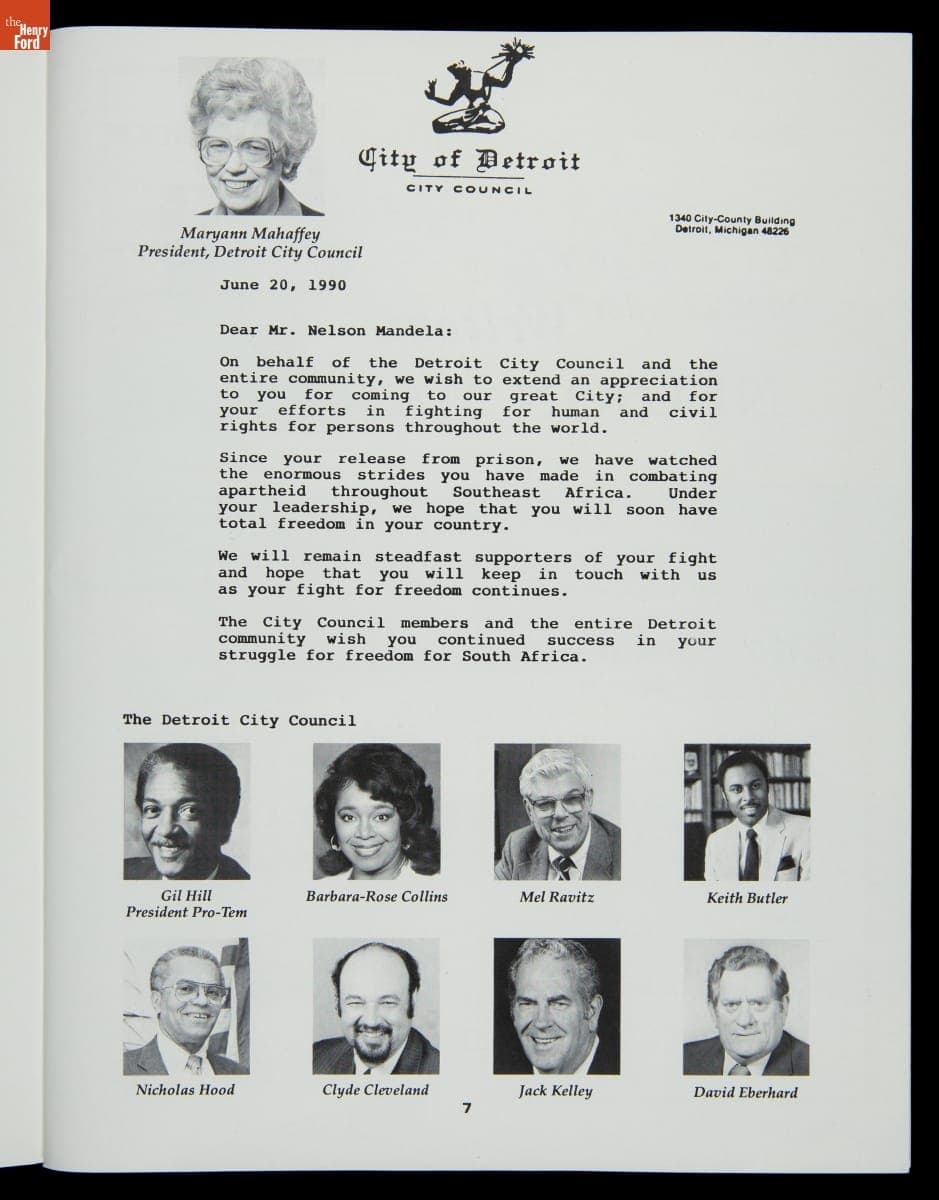 the
Henry
Ford
City of Detroit
CITY COUNCIL
1340 City-County Building
Detroit, Michigan 48226
Maryann Mahaffey
President, Detroit City Council
June 20, 1990
Dear Mr. Nelson Mandela:
On behalf of the Detroit City Council and the
entire community, we wish to extend an appreciation
to you for coming to our great City; and for
your efforts in fighting for human and civil
rights for persons throughout the world.
Since your release from prison, we have watched
the enormous strides you have made in combating
apartheid throughout Southeast Africa. Under
your leadership, we hope that you will soon have
total freedom in your country.
We will remain steadfast supporters of your fight
and hope that you will keep in touch with us
as your fight for freedom continues.
The City Council members and the entire Detroit
community wish you continued success in your
struggle for freedom for South Africa.
The Detroit City Council
Gil Hill
President Pro-Tem
Barbara-Rose Collins
Mel Ravitz
Keith Butler
Nicholas Hood
Clyde Cleveland
Jack Kelley
David Eberhard
7